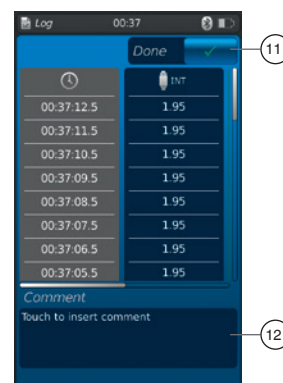 Log 00:37
Done
11
INT
00:37:12.5 1.95
00:37:11.5 1.95
00:37:10.5 1.95
00:37:09.5 1.95
00:37:08.5 1.95
00:37:07.5 1.95
00:37:06.5 1.95
00:37:05.5 1.95
Comment
Touch to insert comment
12